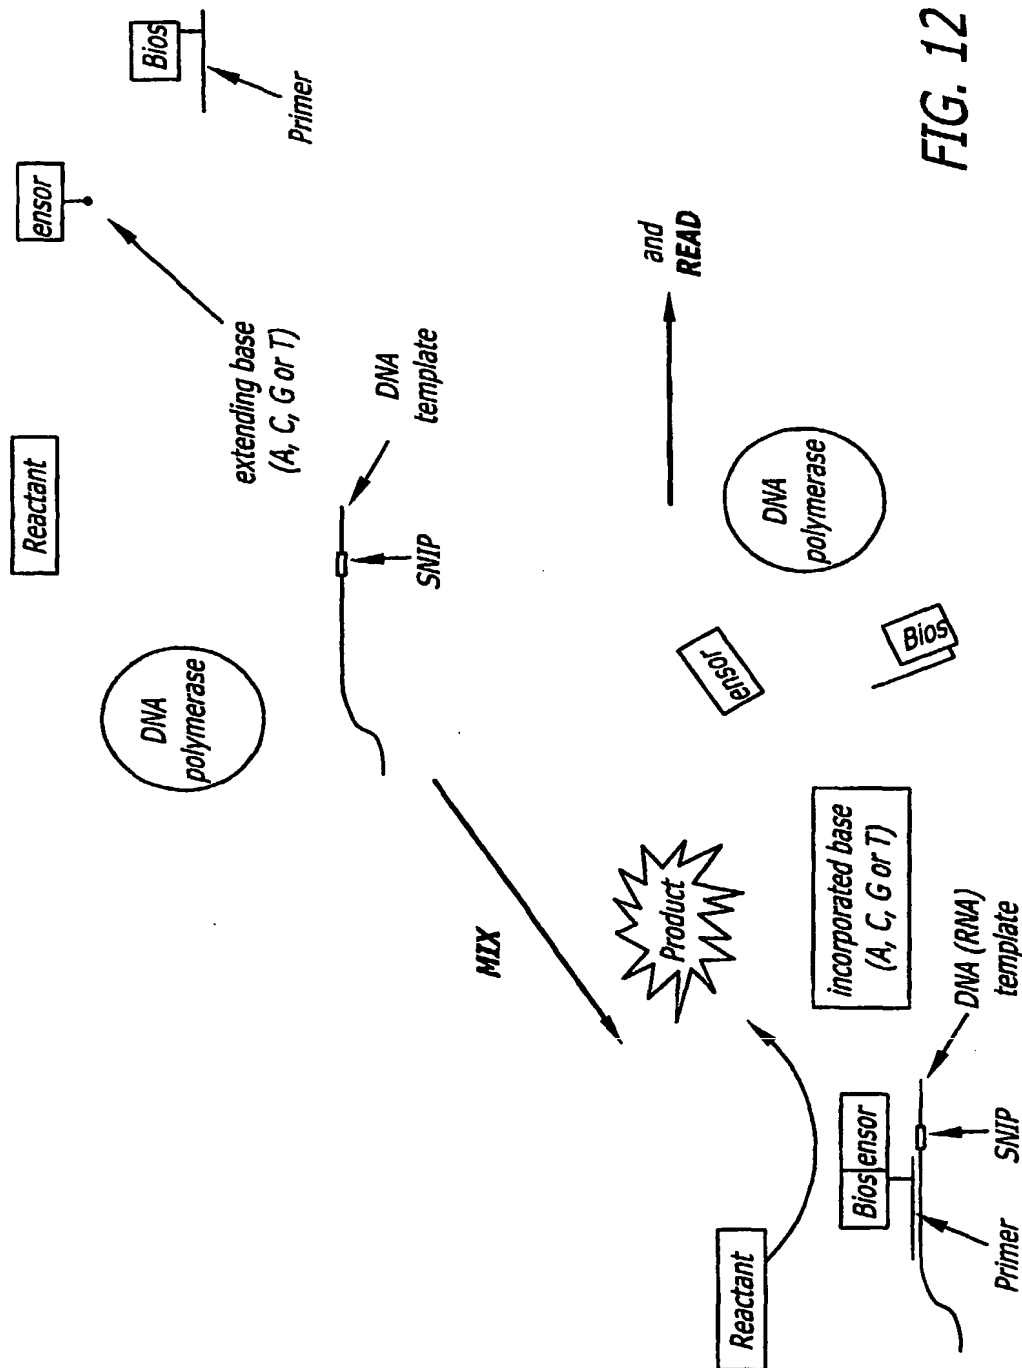 Reactant
ensor
Bios
DNA
polymerase
extending base
(A, C, G or T)
Primer
DNA
template
SNIP
MIX
Product
and
READ
ensor
Reactant
DNA
polymerase
incorporated base
(A, C, G or T)
Bios ensor
Bios
Primer
SNIP
DNA (RNA)
template
FIG. 12